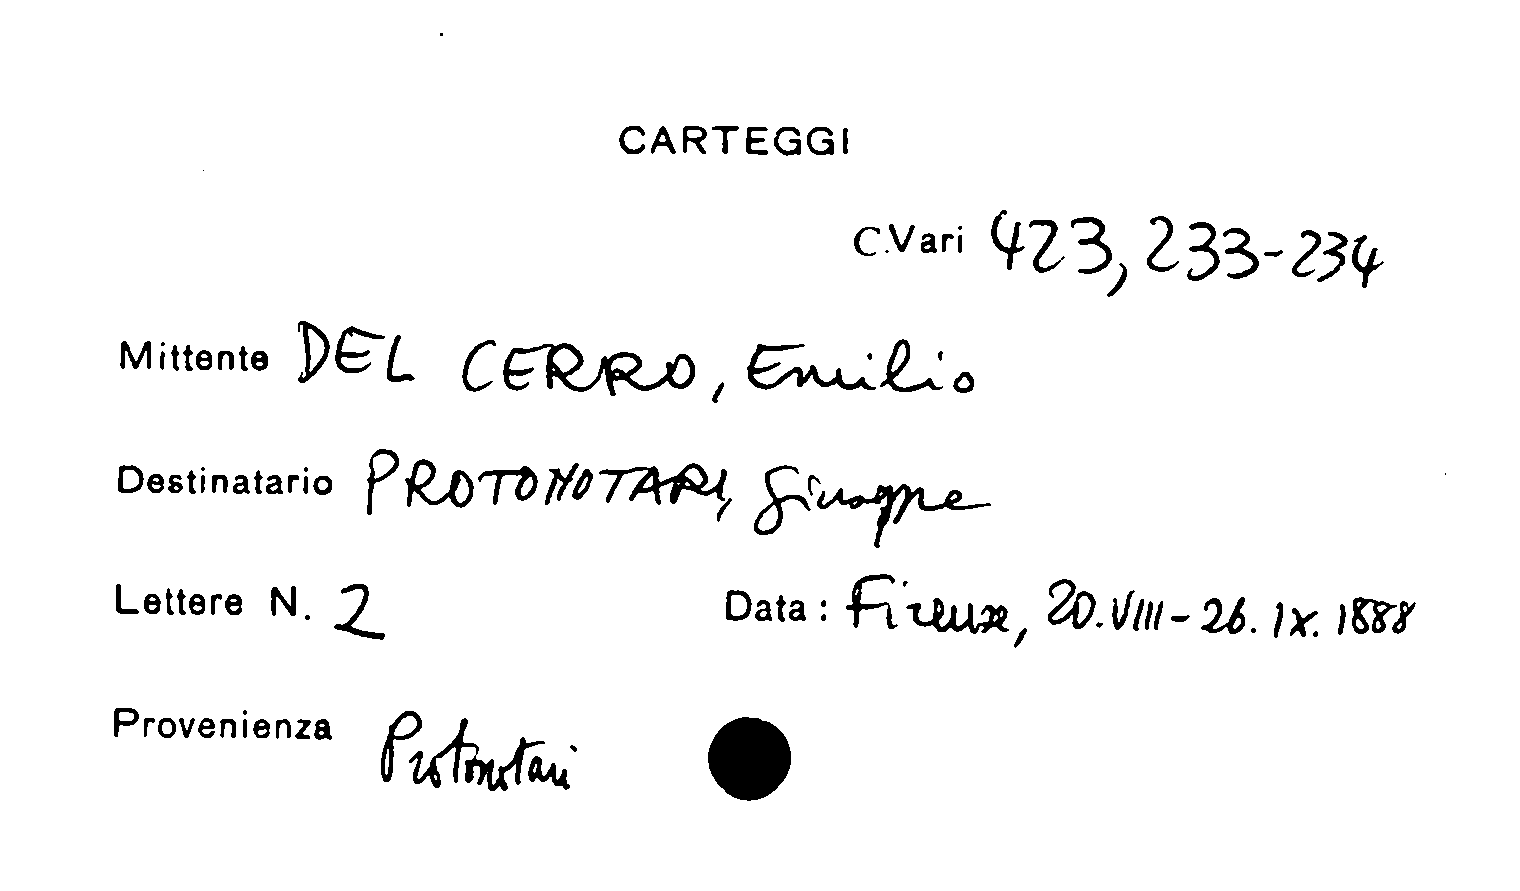 CARTEGGI
C.Vari 423, 233-234
Mittente DEL CERRO, Emilio
Destinatario PROTONOTARI, Giuseppe
Lettere N. 2 Data: Firenze, 20.VIII-26.IX.1888
Provenienza Protonotari